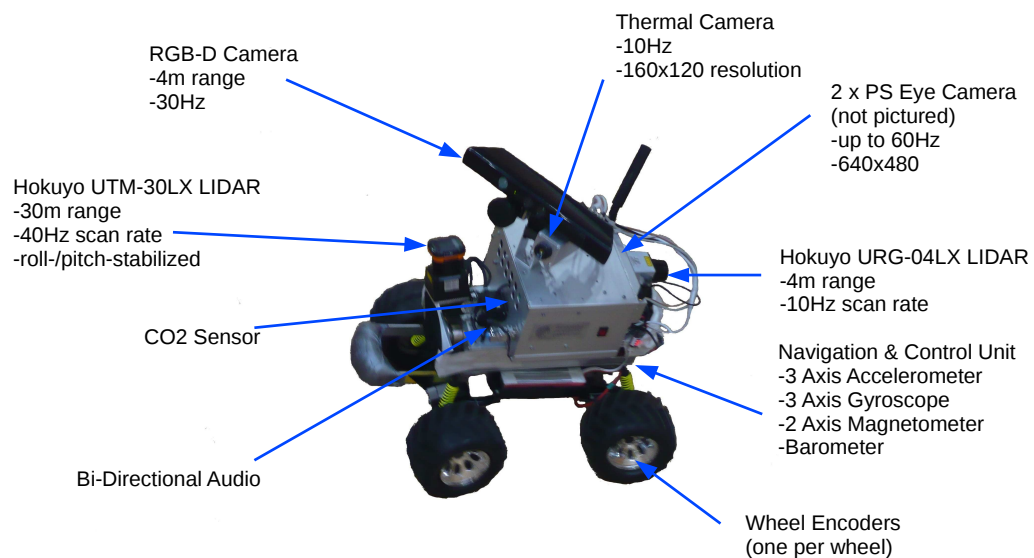 Thermal Camera
-10Hz
-160x120 resolution
RGB-D Camera
-4m range
-30Hz
2 x PS Eye Camera
(not pictured)
-up to 60Hz
-640x480
Hokuyo UTM-30LX LIDAR
-30m range
-40Hz scan rate
-roll-/pitch-stabilized
Hokuyo URG-04LX LIDAR
-4m range
-10Hz scan rate
CO2 Sensor
Navigation & Control Unit
-3 Axis Accelerometer
-3 Axis Gyroscope
-2 Axis Magnetometer
-Barometer
Bi-Directional Audio
Wheel Encoders
(one per wheel)